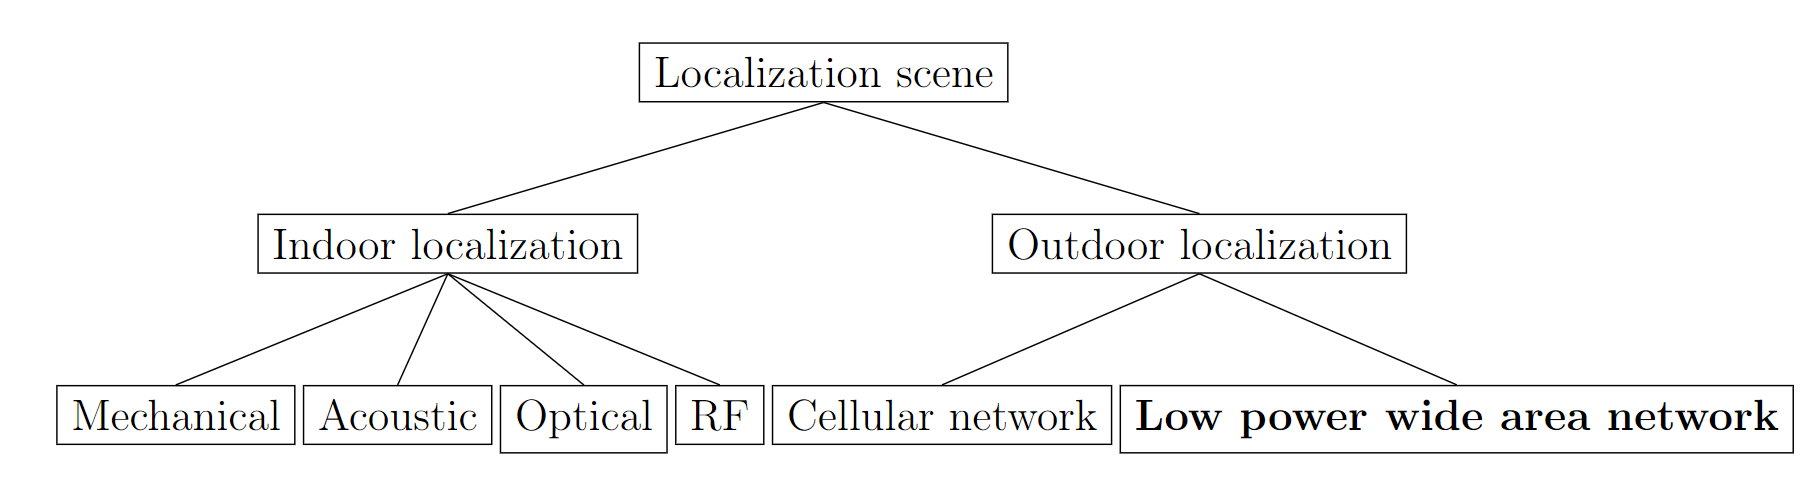 Localization scene
Indoor localization
Outdoor localization
Mechanical
Acoustic
Optical
RF
Cellular network
Low power wide area network